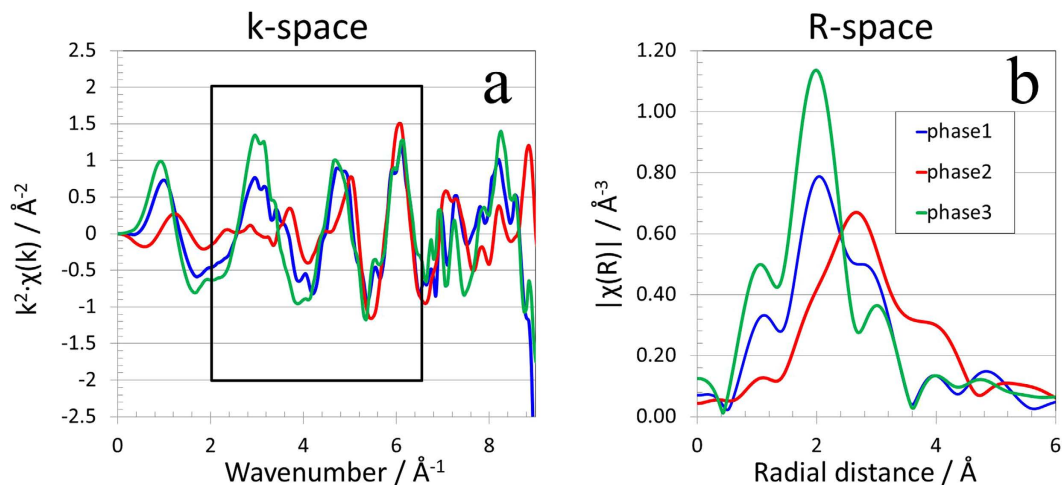 k-space
a
k²·χ(k) / Å⁻²
2.5
2
1.5
1
0.5
0
-0.5
-1
-1.5
-2
-2.5
0 2 4 6 8
Wavenumber / Å⁻¹
R-space
b
|χ(R)| / Å⁻³
1.20
1.00
0.80
0.60
0.40
0.20
0.00
phase1
phase2
phase3
0 2 4 6
Radial distance / Å